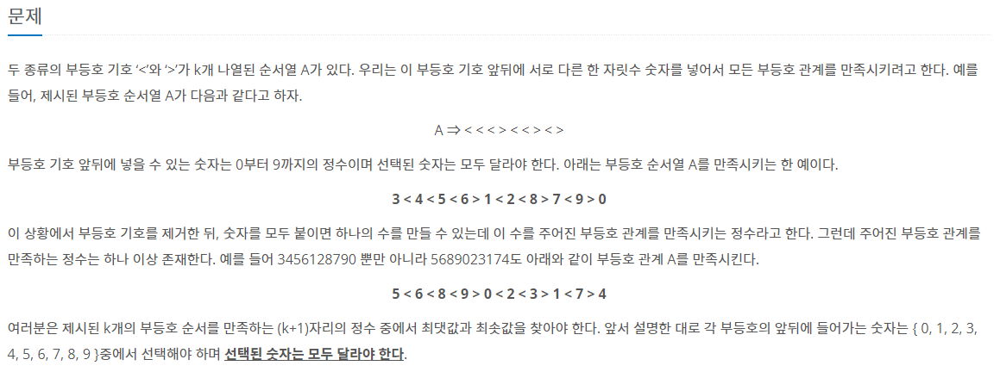 문제
두 종류의 부등호 기호 ‘<’와 ‘>’가 k개 나열된 순서열 A가 있다. 우리는 이 부등호 기호 앞뒤에 서로 다른 한 자릿수 숫자를 넣어서 모든 부등호 관계를 만족시키려고 한다. 예를
들어, 제시된 부등호 순서열 A가 다음과 같다고 하자.
A ⇒ < < < > < < > < >
부등호 기호 앞뒤에 넣을 수 있는 숫자는 0부터 9까지의 정수이며 선택된 숫자는 모두 달라야 한다. 아래는 부등호 순서열 A를 만족시키는 한 예이다.
3 < 4 < 5 < 6 > 1 < 2 < 8 > 7 < 9 > 0
이 상황에서 부등호 기호를 제거한 뒤, 숫자를 모두 붙이면 하나의 수를 만들 수 있는데 이 수를 주어진 부등호 관계를 만족시키는 정수라고 한다. 그런데 주어진 부등호 관계를
만족하는 정수는 하나 이상 존재한다. 예를 들어 3456128790 뿐만 아니라 5689023174도 아래와 같이 부등호 관계 A를 만족시킨다.
5 < 6 < 8 < 9 > 0 < 2 < 3 > 1 < 7 > 4
여러분은 제시된 k개의 부등호 순서를 만족하는 (k+1)자리의 정수 중에서 최댓값과 최솟값을 찾아야 한다. 앞서 설명한 대로 각 부등호의 앞뒤에 들어가는 숫자는 { 0, 1, 2, 3,
4, 5, 6, 7, 8, 9 }중에서 선택해야 하며 선택된 숫자는 모두 달라야 한다.